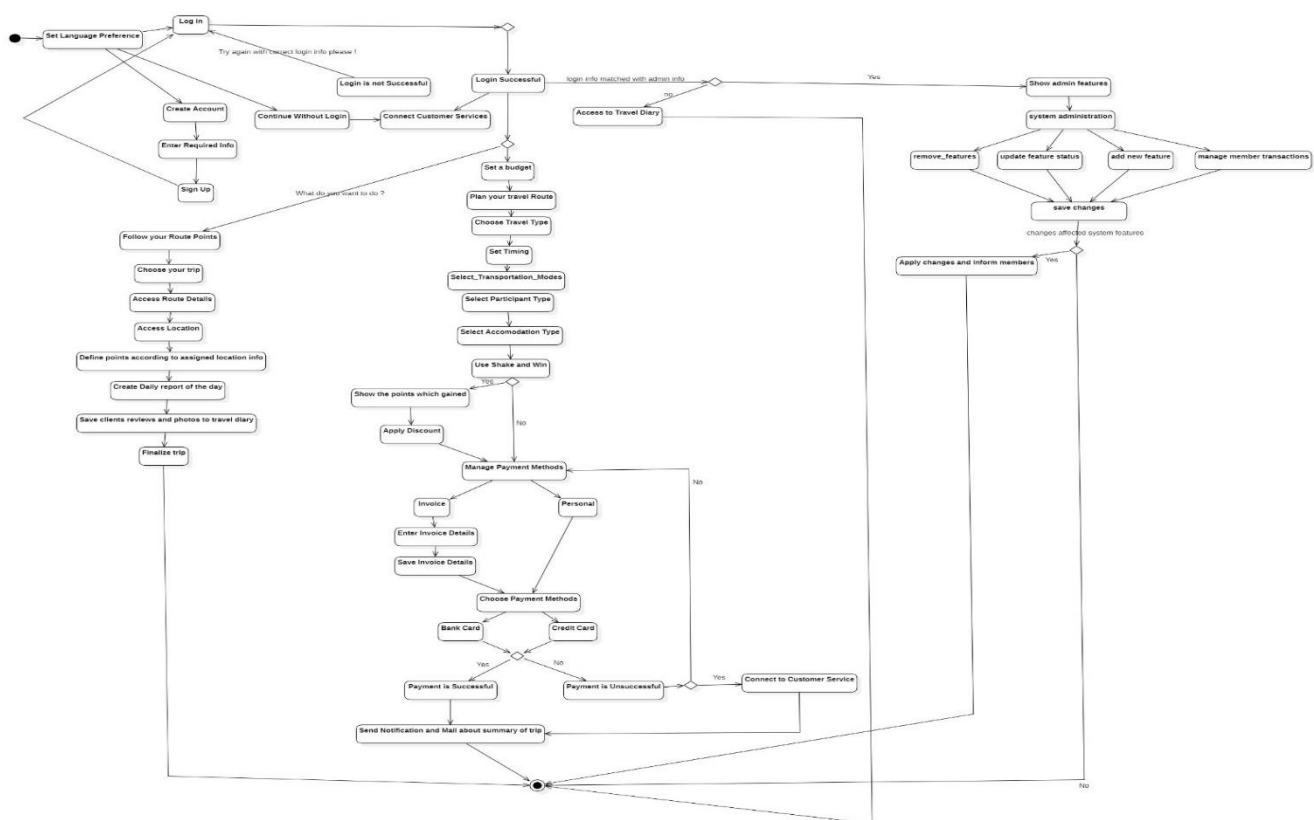 Log in
Set Language Preference
Try again with correct login info please !
Login is not Successful
Login Successful
login info matched with admin info
Yes
Show admin features
no
Create Account
Continue Without Login
Connect Customer Services
Access to Travel Diary
system administration
Enter Required Info
remove_features
update feature status
add new feature
manage member transactions
Set a budget
Sign Up
What do you want to do ?
Plan your travel Route
save changes
Choose Travel Type
changes affected system features
Follow your Route Points
Set Timing
Yes
Apply changes and inform members
Choose your trip
Select_Transportation_Modes
Access Route Details
Select Participant Type
Access Location
Select Accomodation Type
Define points according to assigned location info
Use Shake and Win
Yes
Create Daily report of the day
Show the points which gained
Save clients reviews and photos to travel diary
No
Apply Discount
Finalize trip
Manage Payment Methods
No
Invoice
Personal
Enter Invoice Details
Save Invoice Details
Choose Payment Methods
Bank Card
Credit Card
Yes
No
Payment is Successful
Payment is Unsuccessful
Yes
Connect to Customer Service
Send Notification and Mail about summary of trip
No